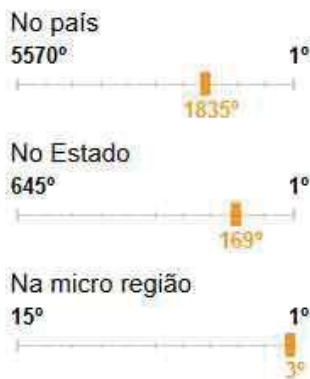 No país
5570º 1º
1835º
No Estado
645º 1º
169º
Na micro região
15º 1º
3º